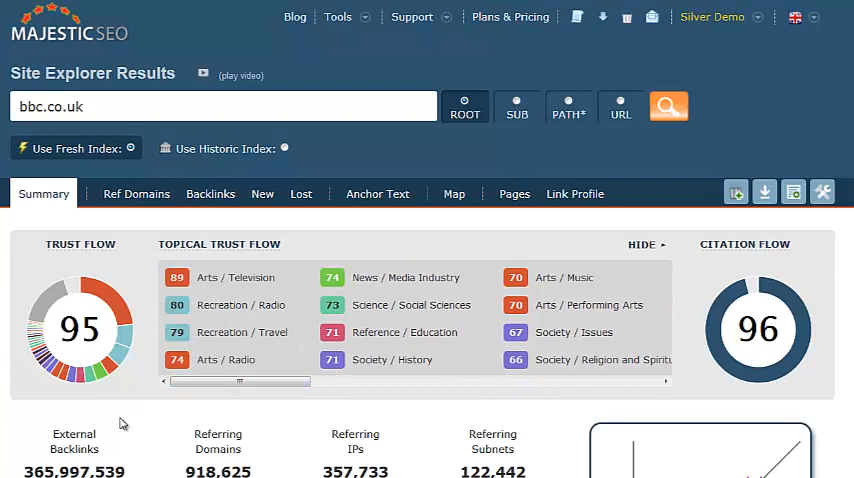 MAJESTIC SEO
Blog Tools Support Plans & Pricing Silver Demo
Site Explorer Results (play video)
bbc.co.uk
ROOT SUB PATH* URL
Use Fresh Index: Use Historic Index:
Summary Ref Domains Backlinks New Lost Anchor Text Map Pages Link Profile
TRUST FLOW TOPICAL TRUST FLOW HIDE CITATION FLOW
89 Arts / Television 74 News / Media Industry 70 Arts / Music
80 Recreation / Radio 73 Science / Social Sciences 70 Arts / Performing Arts
95 96
79 Recreation / Travel 71 Reference / Education 67 Society / Issues
74 Arts / Radio 71 Society / History 66 Society / Religion and Spiritu
External Referring Referring Referring
Backlinks Domains IPs Subnets
365,997,539 918,625 357,733 122,442